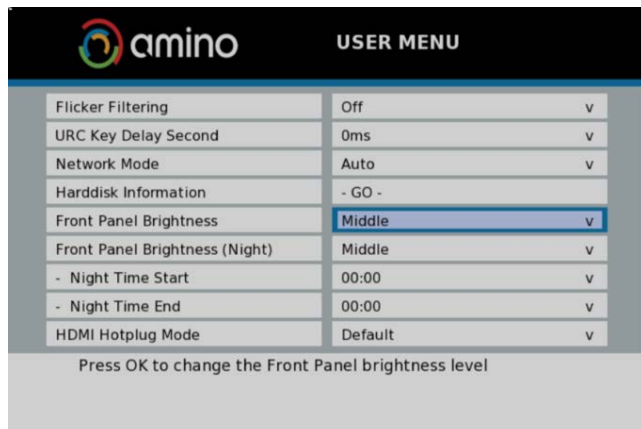 amino USER MENU
Flicker Filtering Off v
URC Key Delay Second 0ms v
Network Mode Auto v
Harddisk Information - GO -
Front Panel Brightness Middle v
Front Panel Brightness (Night) Middle v
- Night Time Start 00:00 v
- Night Time End 00:00 v
HDMI Hotplug Mode Default v
Press OK to change the Front Panel brightness level